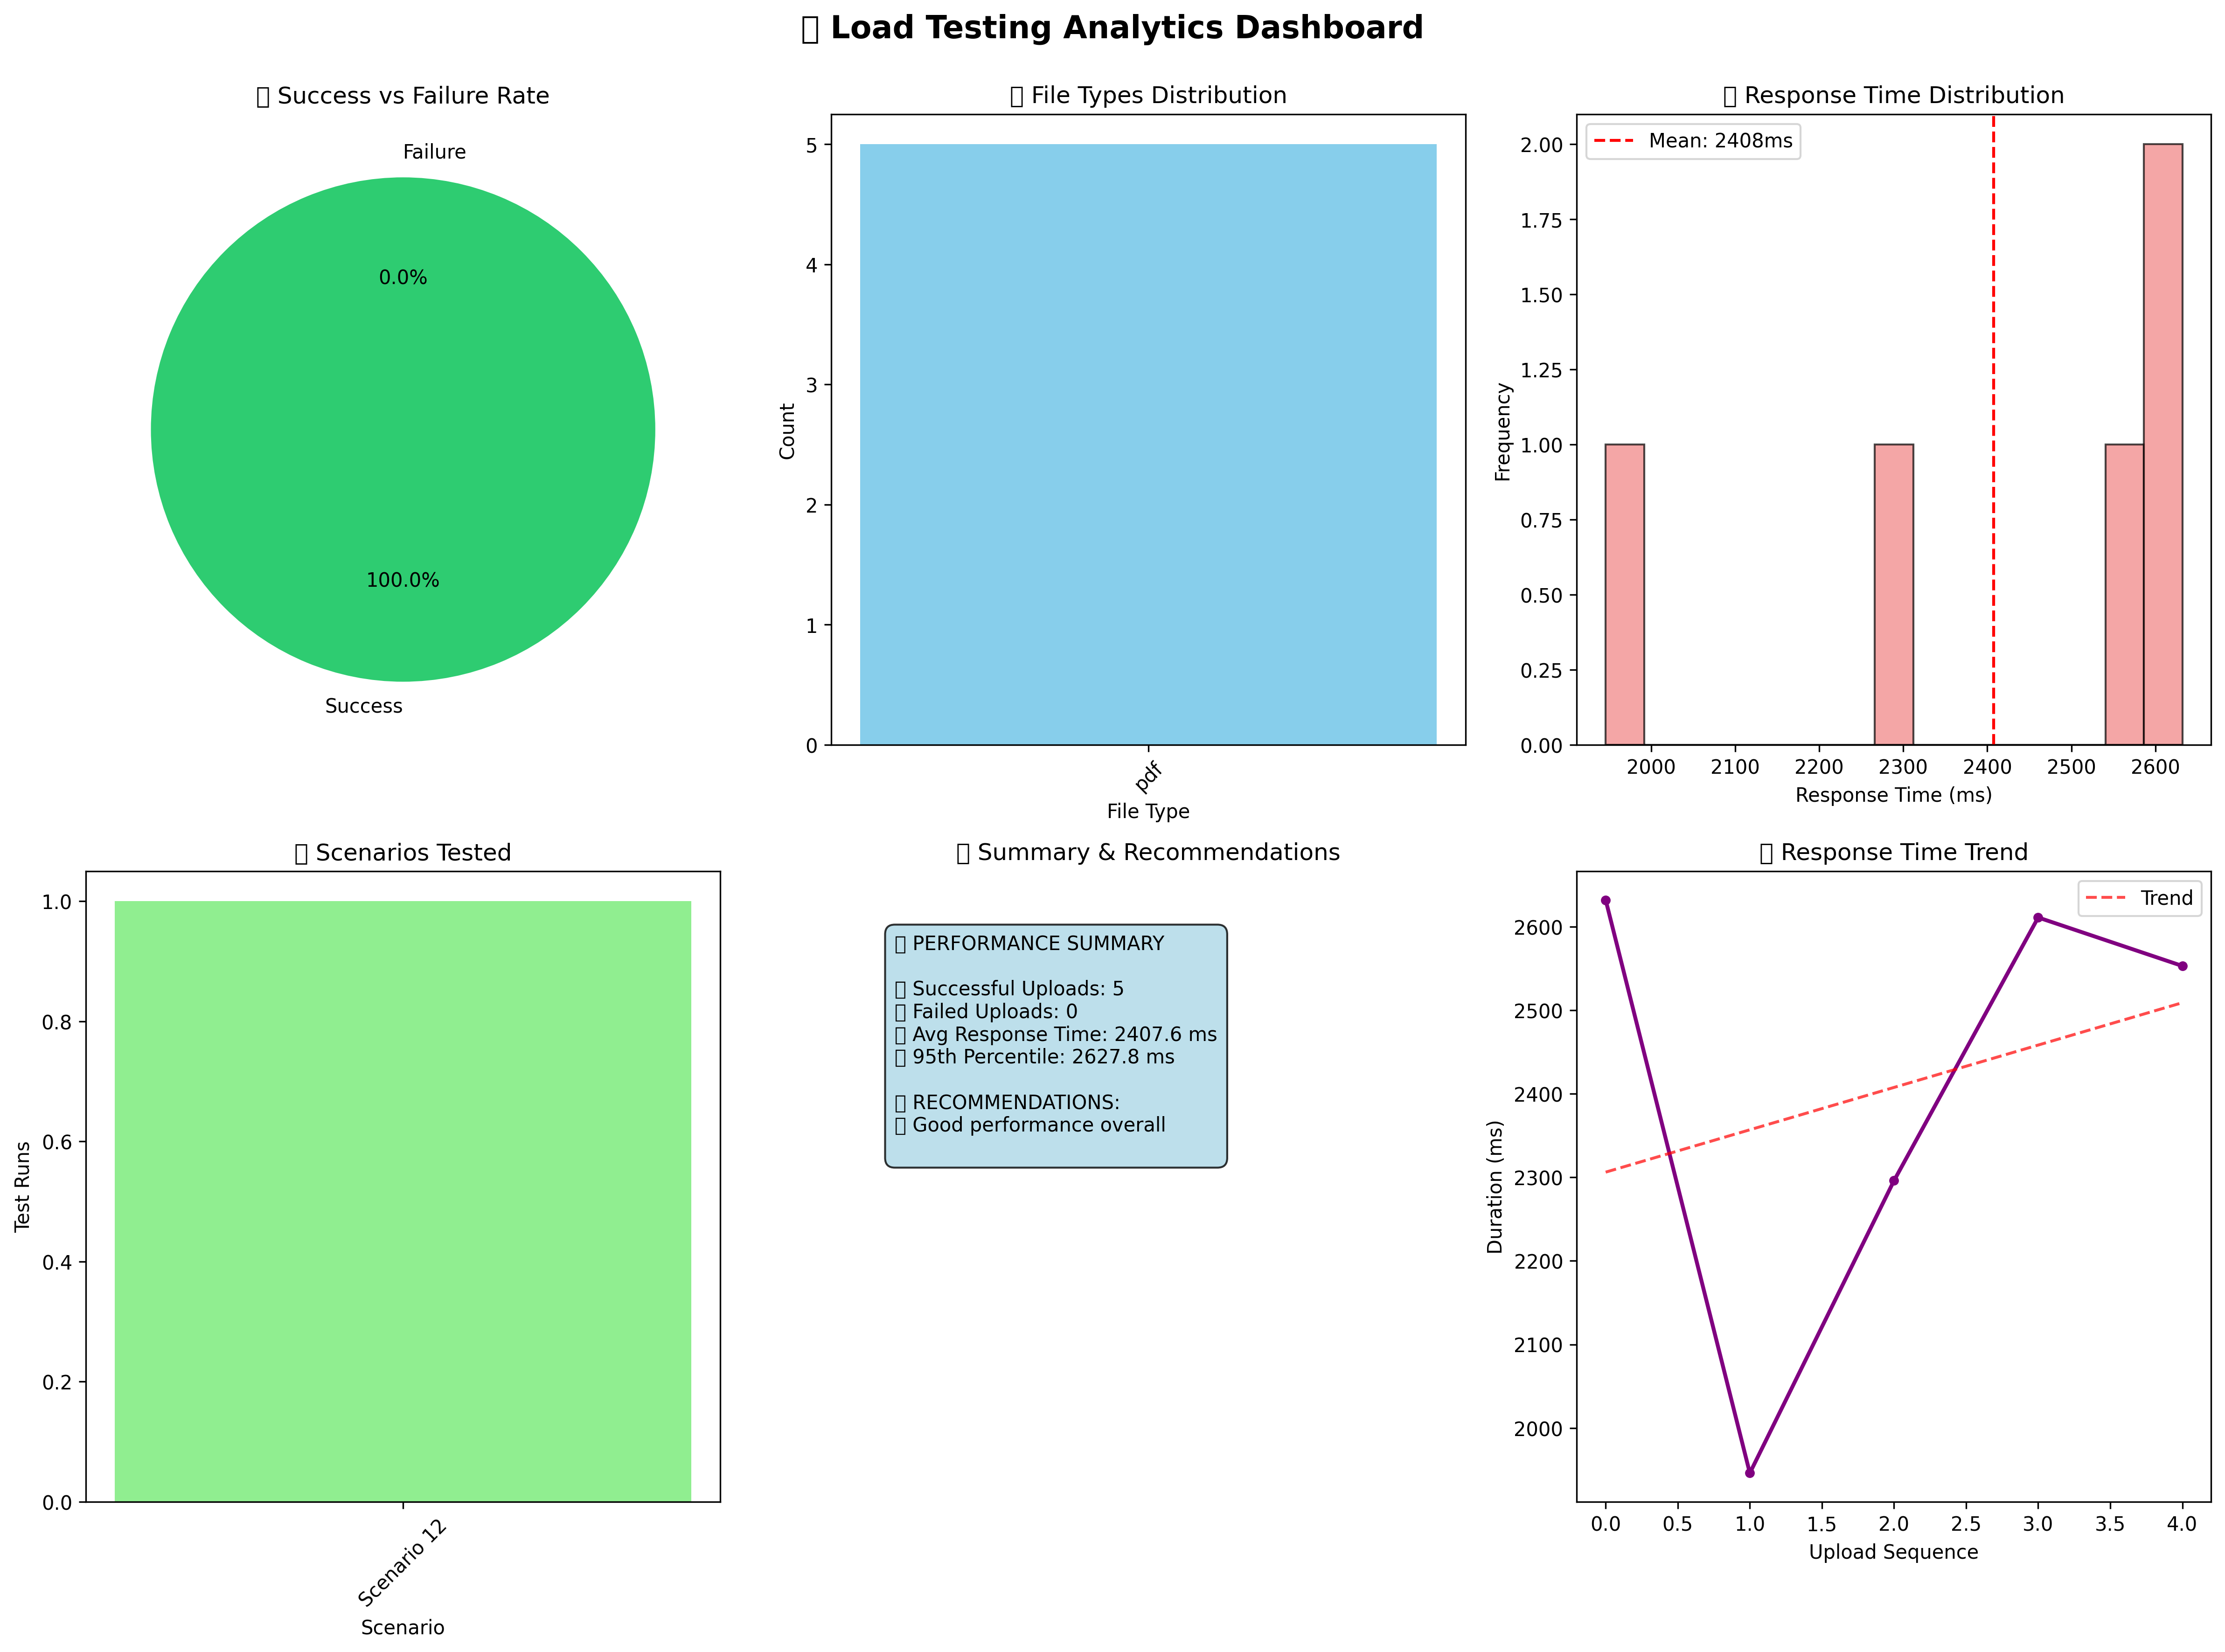 ▯ Load Testing Analytics Dashboard
▯ Success vs Failure Rate
Failure
0.0%
100.0%
Success
▯ File Types Distribution
5
4
3
2
1
0
Count
pdf
File Type
▯ Response Time Distribution
Mean: 2408ms
2.00
1.75
1.50
1.25
1.00
0.75
0.50
0.25
0.00
Frequency
2000 2100 2200 2300 2400 2500 2600
Response Time (ms)
▯ Scenarios Tested
1.0
0.8
0.6
0.4
0.2
0.0
Test Runs
Scenario 12
Scenario
▯ Summary & Recommendations
▯ PERFORMANCE SUMMARY
▯ Successful Uploads: 5
▯ Failed Uploads: 0
▯ Avg Response Time: 2407.6 ms
▯ 95th Percentile: 2627.8 ms
▯ RECOMMENDATIONS:
▯ Good performance overall
▯ Response Time Trend
Trend
2600
2500
2400
2300
2200
2100
2000
Duration (ms)
0.0 0.5 1.0 1.5 2.0 2.5 3.0 3.5 4.0
Upload Sequence